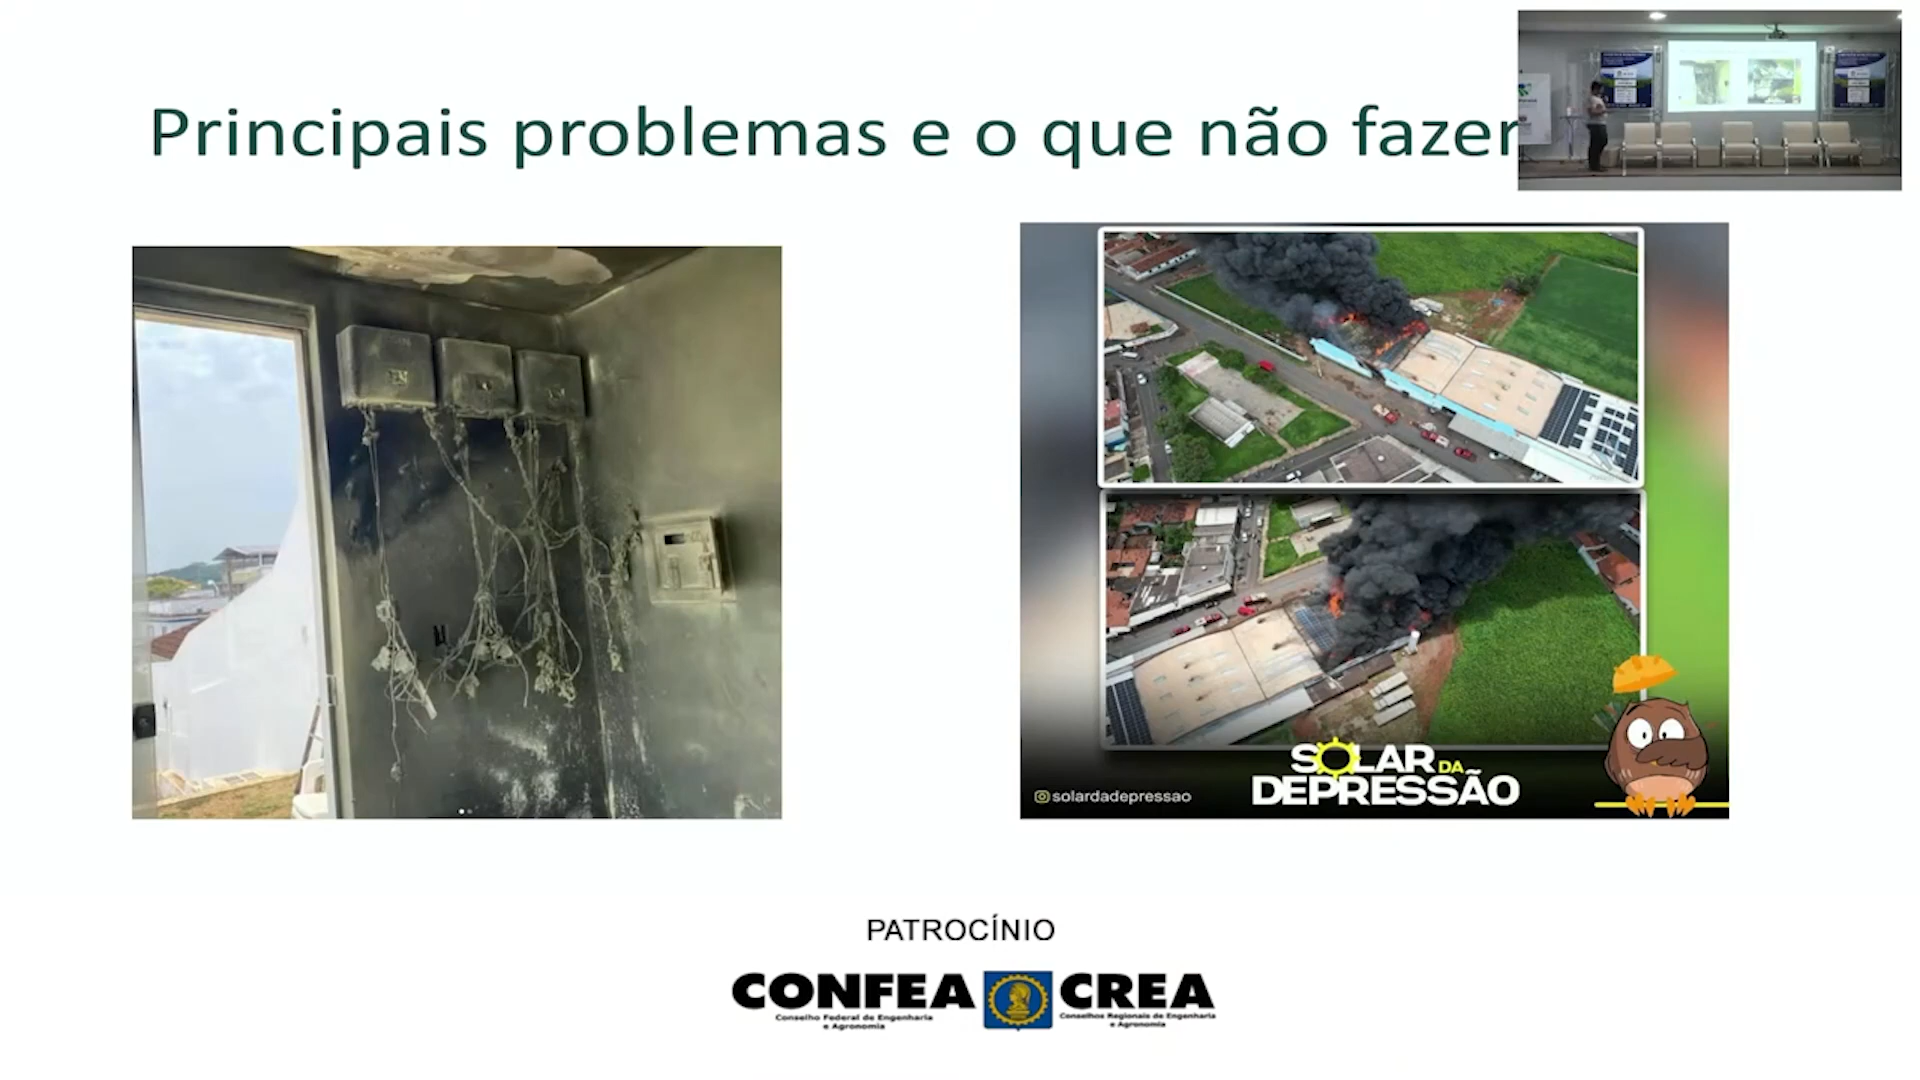 Principais problemas e o que não fazer
SOLAR DA
DEPRESSÃO
solardadepressao
PATROCÍNIO
CONFEA CREA
Conselho Federal de Engenharia
e Agronomia
Conselhos Regionais de Engenharia
e Agronomia